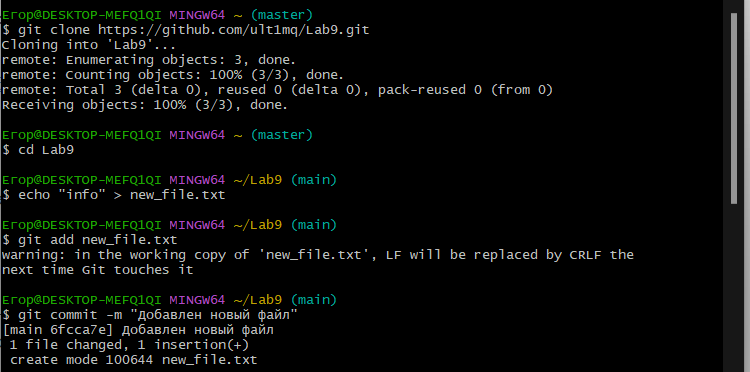 Егор@DESKTOP-MEFQ1QI MINGW64 ~ (master)
$ git clone https://github.com/ult1mq/Lab9.git
Cloning into 'Lab9'...
remote: Enumerating objects: 3, done.
remote: Counting objects: 100% (3/3), done.
remote: Total 3 (delta 0), reused 0 (delta 0), pack-reused 0 (from 0)
Receiving objects: 100% (3/3), done.
Егор@DESKTOP-MEFQ1QI MINGW64 ~ (master)
$ cd Lab9
Егор@DESKTOP-MEFQ1QI MINGW64 ~/Lab9 (main)
$ echo "info" > new_file.txt
Егор@DESKTOP-MEFQ1QI MINGW64 ~/Lab9 (main)
$ git add new_file.txt
warning: in the working copy of 'new_file.txt', LF will be replaced by CRLF the
next time Git touches it
Егор@DESKTOP-MEFQ1QI MINGW64 ~/Lab9 (main)
$ git commit -m "Добавлен новый файл"
[main 6fcca7e] Добавлен новый файл
1 file changed, 1 insertion(+)
create mode 100644 new_file.txt